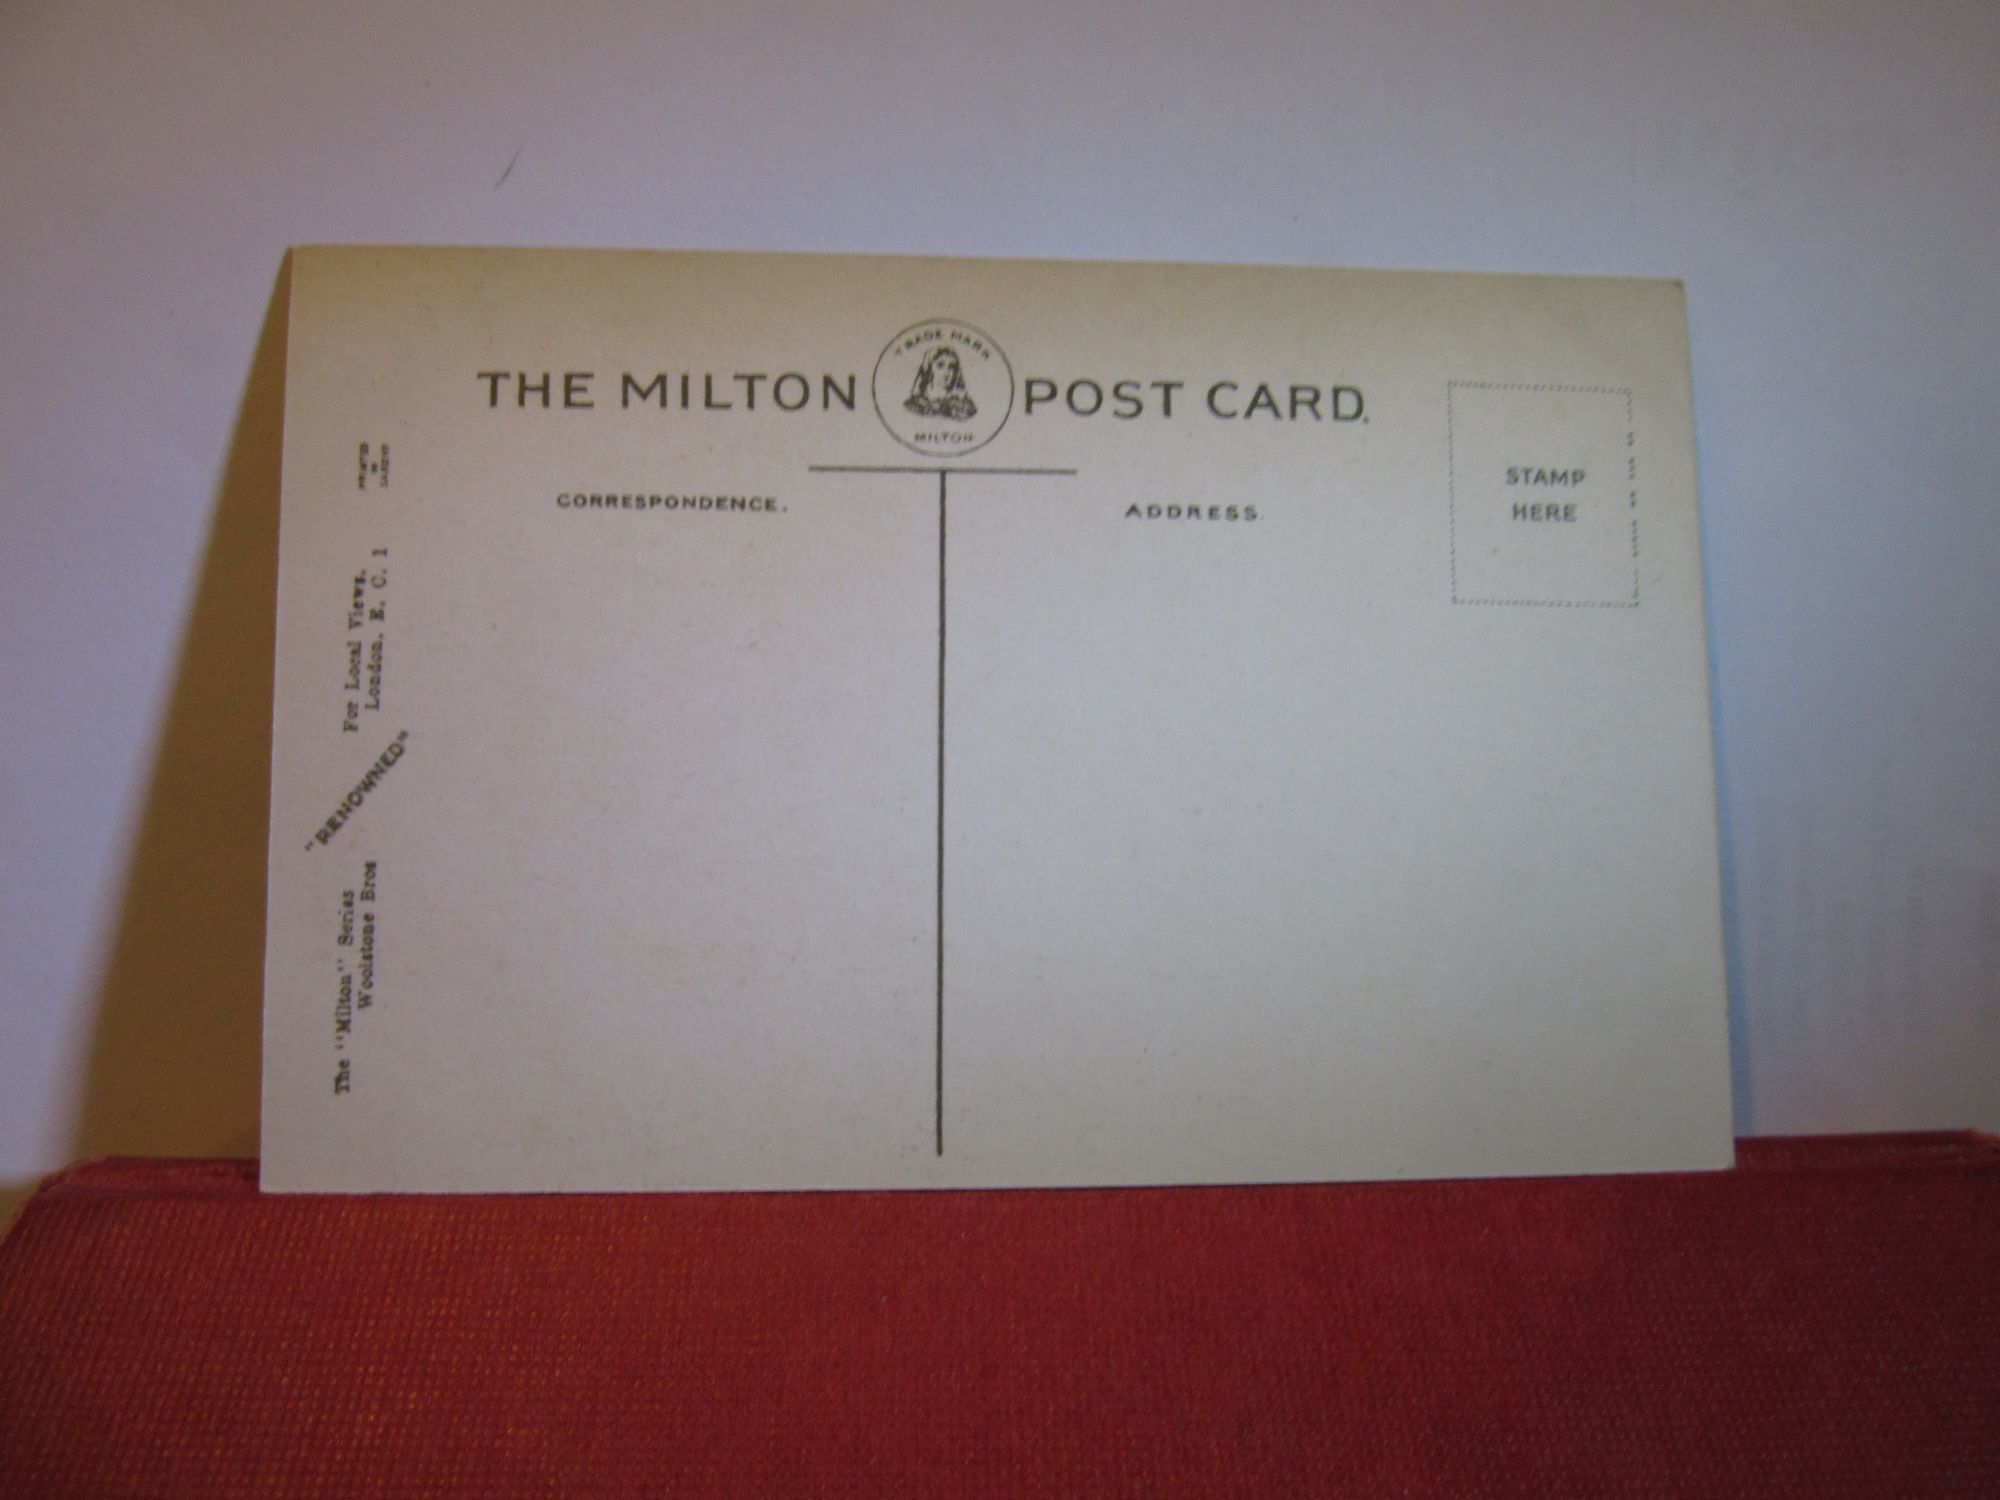 THE MILTON POST CARD.
TRADE MARK
MILTON
CORRESPONDENCE.
ADDRESS.
STAMP
HERE
The "Milton" Series "RENOWNED" For Local Views.
Woolstone Bros London. E. C. 1
PRINTED